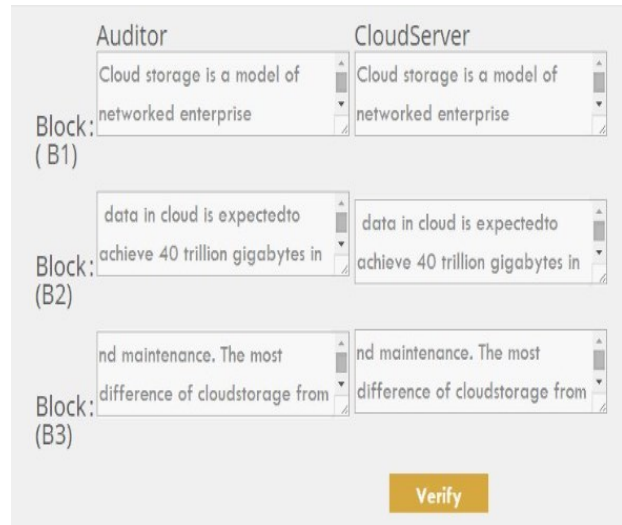 Auditor CloudServer
Cloud storage is a model of
networked enterprise
Cloud storage is a model of
networked enterprise
Block:
( B1)
data in cloud is expectedto
achieve 40 trillion gigabytes in
data in cloud is expectedto
achieve 40 trillion gigabytes in
Block:
(B2)
nd maintenance. The most
difference of cloudstorage from
nd maintenance. The most
difference of cloudstorage from
Block:
(B3)
Verify